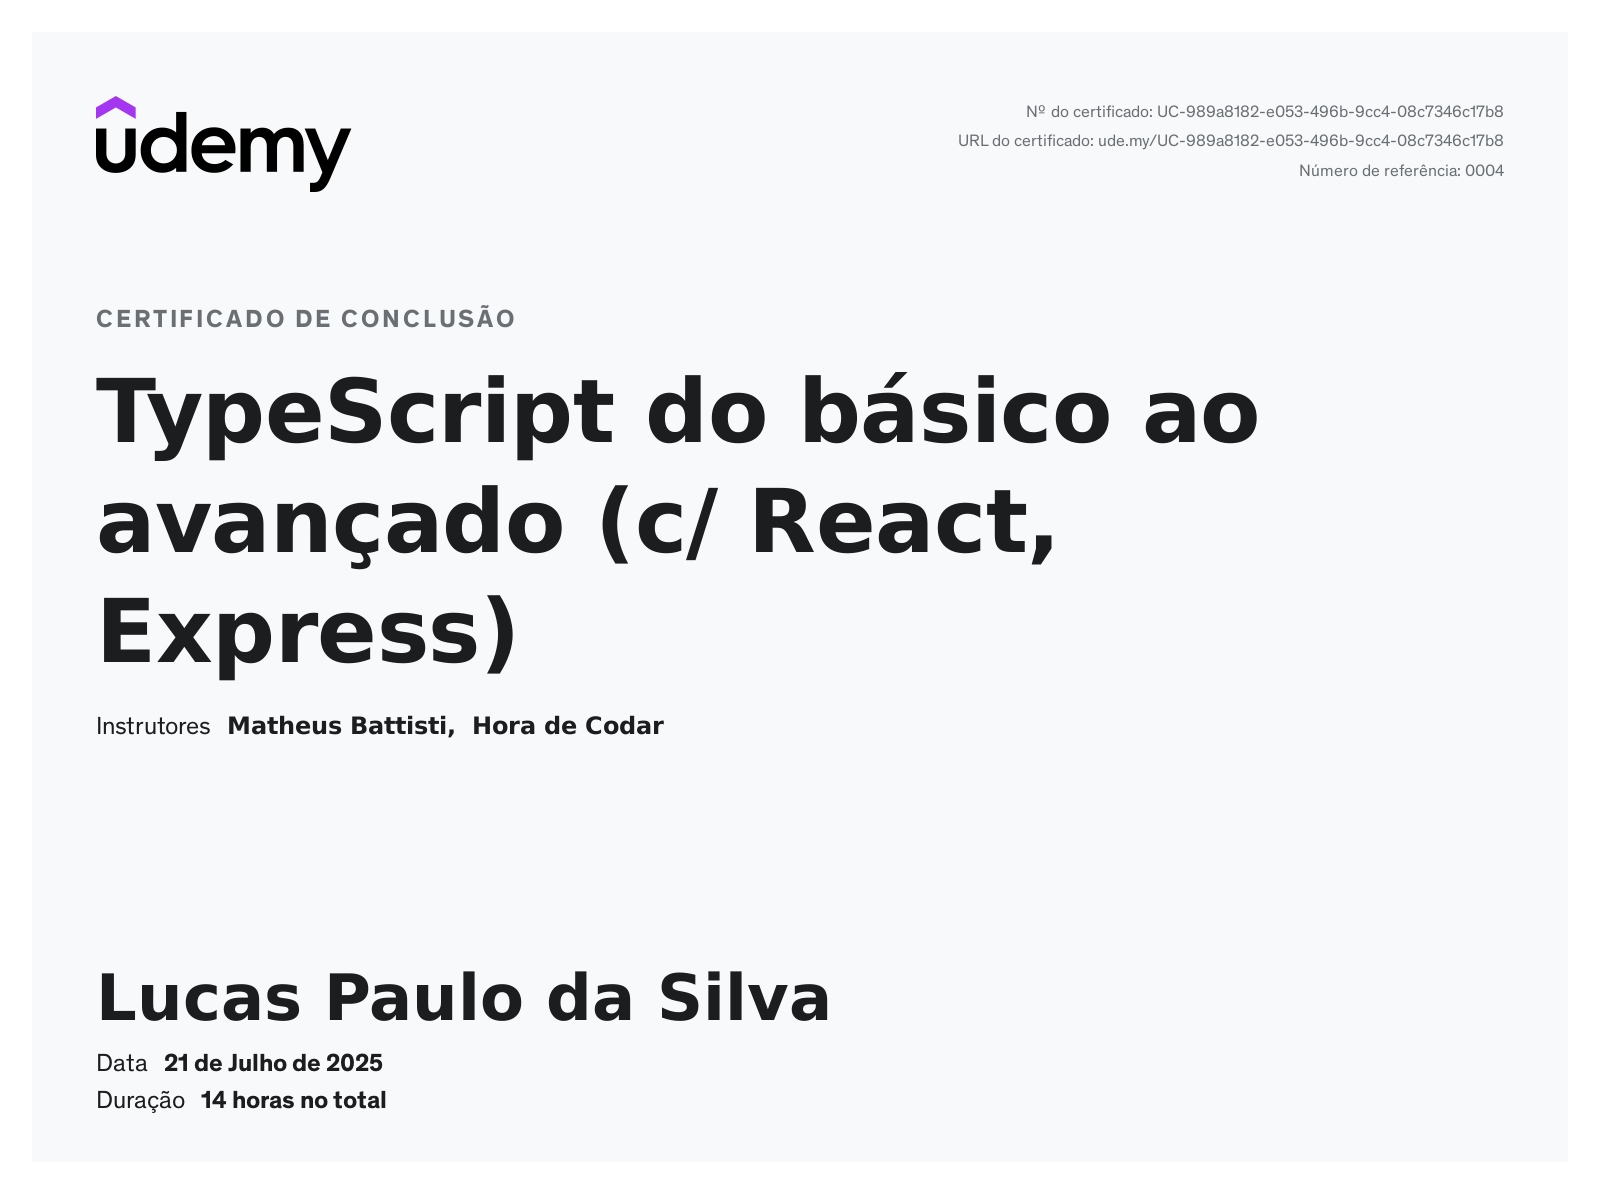 udemy
Nº do certificado: UC-989a8182-e053-496b-9cc4-08c7346c17b8
URL do certificado: ude.my/UC-989a8182-e053-496b-9cc4-08c7346c17b8
Número de referência: 0004
CERTIFICADO DE CONCLUSÃO
TypeScript do básico ao
avançado (c/ React,
Express)
Instrutores Matheus Battisti, Hora de Codar
Lucas Paulo da Silva
Data 21 de Julho de 2025
Duração 14 horas no total